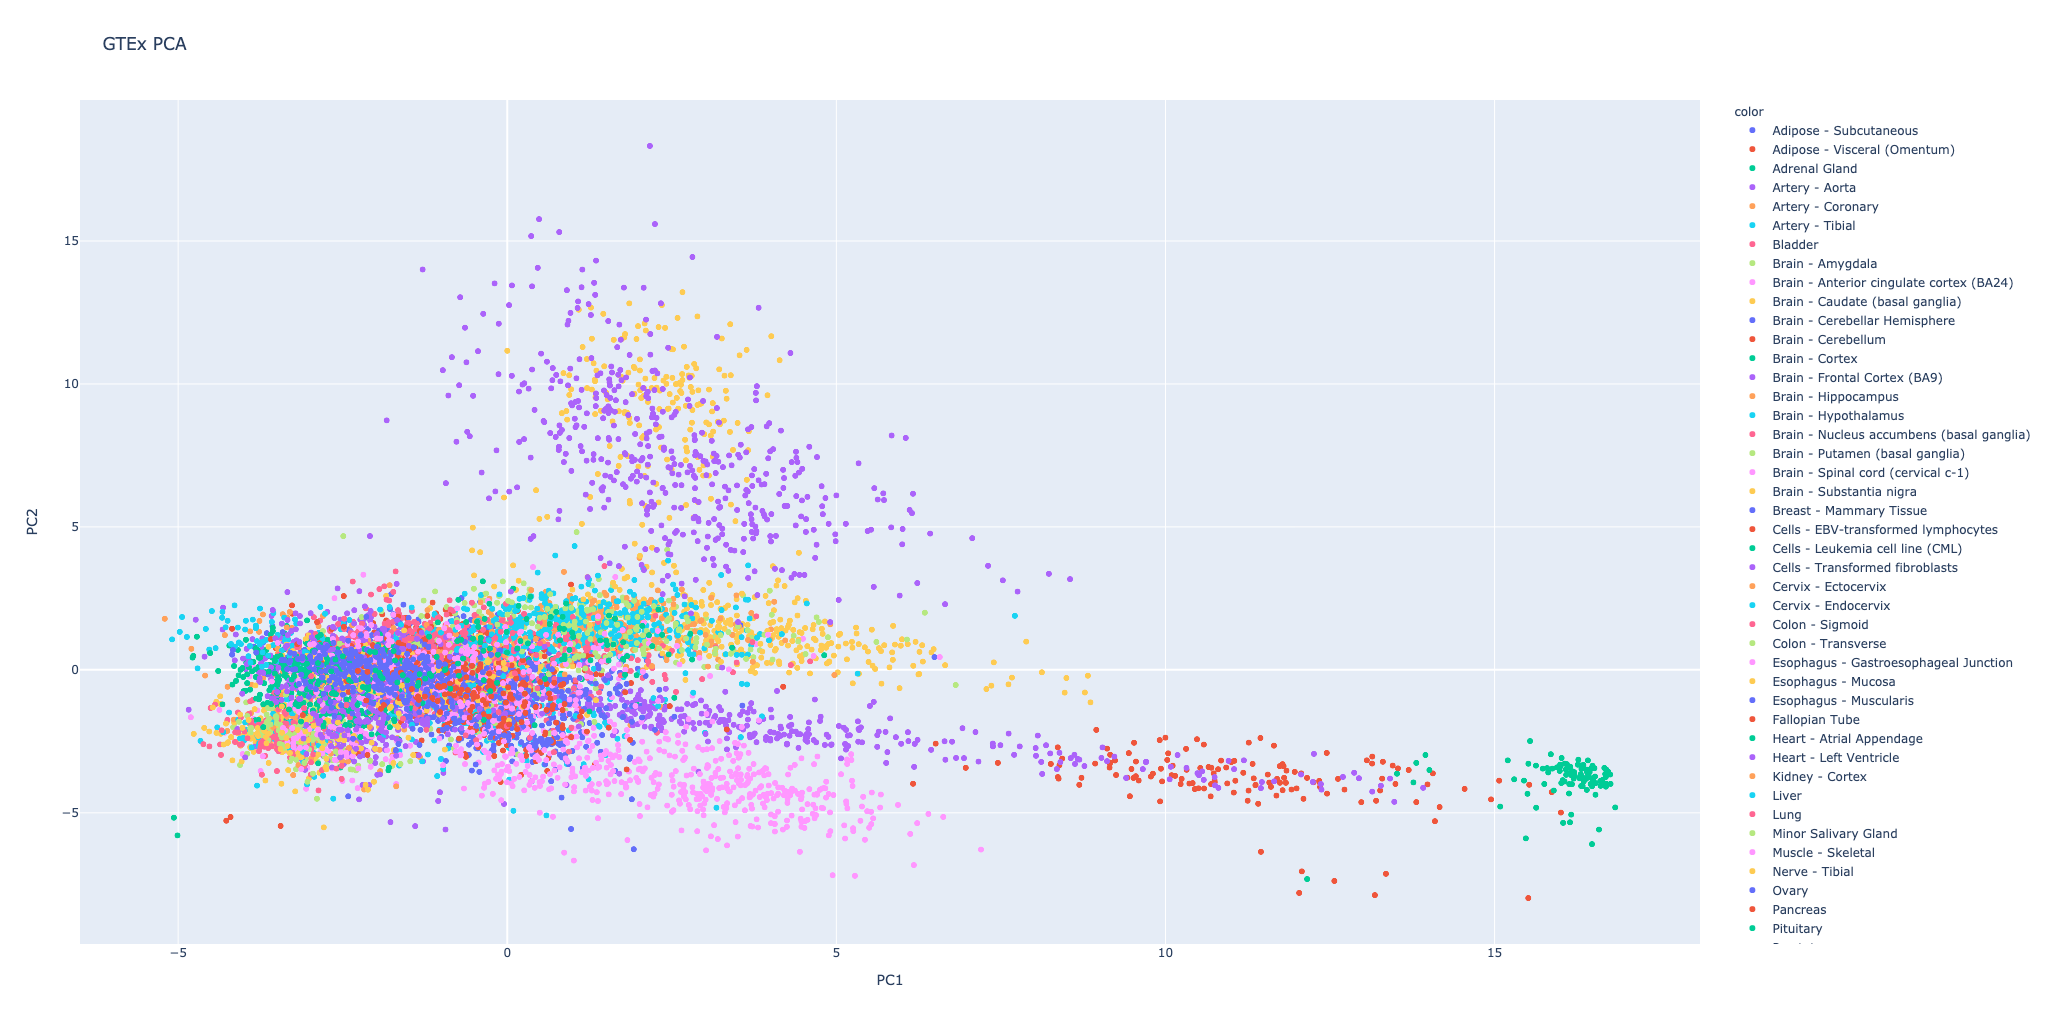 GTEx PCA
PC2
15
10
5
0
−5
−5
0
5
10
15
PC1
color
Adipose - Subcutaneous
Adipose - Visceral (Omentum)
Adrenal Gland
Artery - Aorta
Artery - Coronary
Artery - Tibial
Bladder
Brain - Amygdala
Brain - Anterior cingulate cortex (BA24)
Brain - Caudate (basal ganglia)
Brain - Cerebellar Hemisphere
Brain - Cerebellum
Brain - Cortex
Brain - Frontal Cortex (BA9)
Brain - Hippocampus
Brain - Hypothalamus
Brain - Nucleus accumbens (basal ganglia)
Brain - Putamen (basal ganglia)
Brain - Spinal cord (cervical c-1)
Brain - Substantia nigra
Breast - Mammary Tissue
Cells - EBV-transformed lymphocytes
Cells - Leukemia cell line (CML)
Cells - Transformed fibroblasts
Cervix - Ectocervix
Cervix - Endocervix
Colon - Sigmoid
Colon - Transverse
Esophagus - Gastroesophageal Junction
Esophagus - Mucosa
Esophagus - Muscularis
Fallopian Tube
Heart - Atrial Appendage
Heart - Left Ventricle
Kidney - Cortex
Liver
Lung
Minor Salivary Gland
Muscle - Skeletal
Nerve - Tibial
Ovary
Pancreas
Pituitary